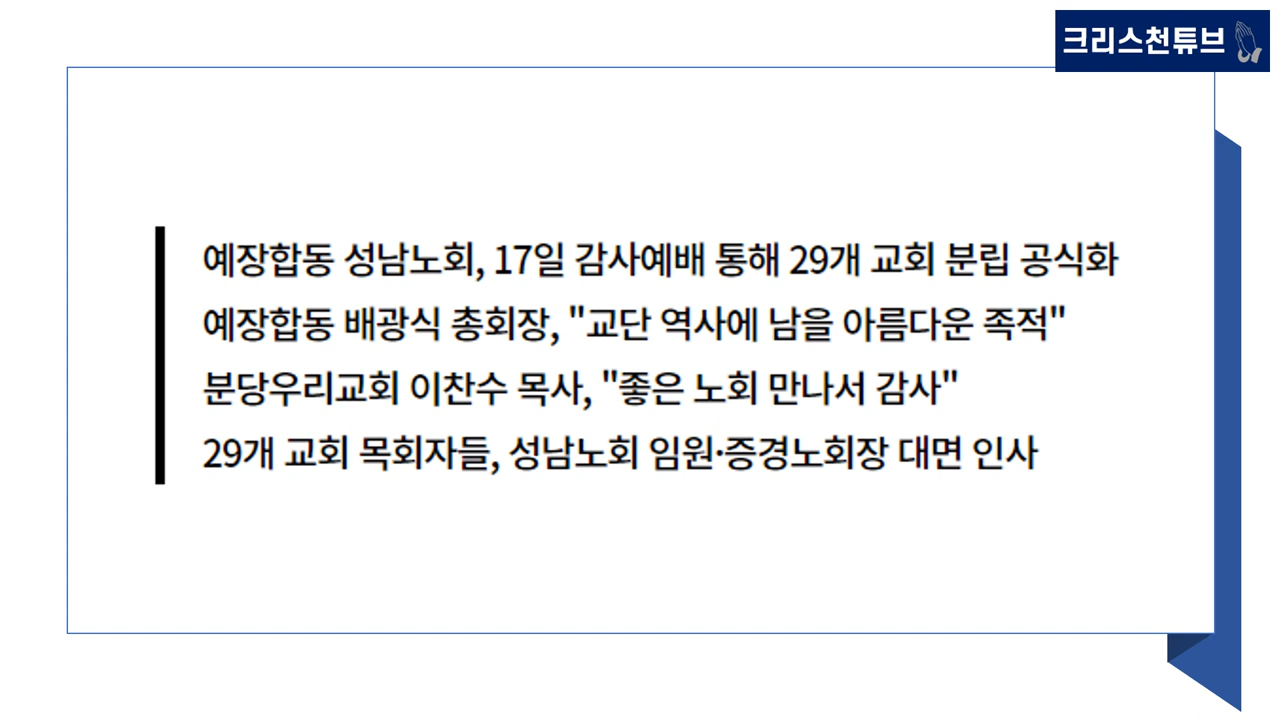 크리스천튜브
예장합동 성남노회, 17일 감사예배 통해 29개 교회 분립 공식화
예장합동 배광식 총회장, "교단 역사에 남을 아름다운 족적"
분당우리교회 이찬수 목사, "좋은 노회 만나서 감사"
29개 교회 목회자들, 성남노회 임원·증경노회장 대면 인사